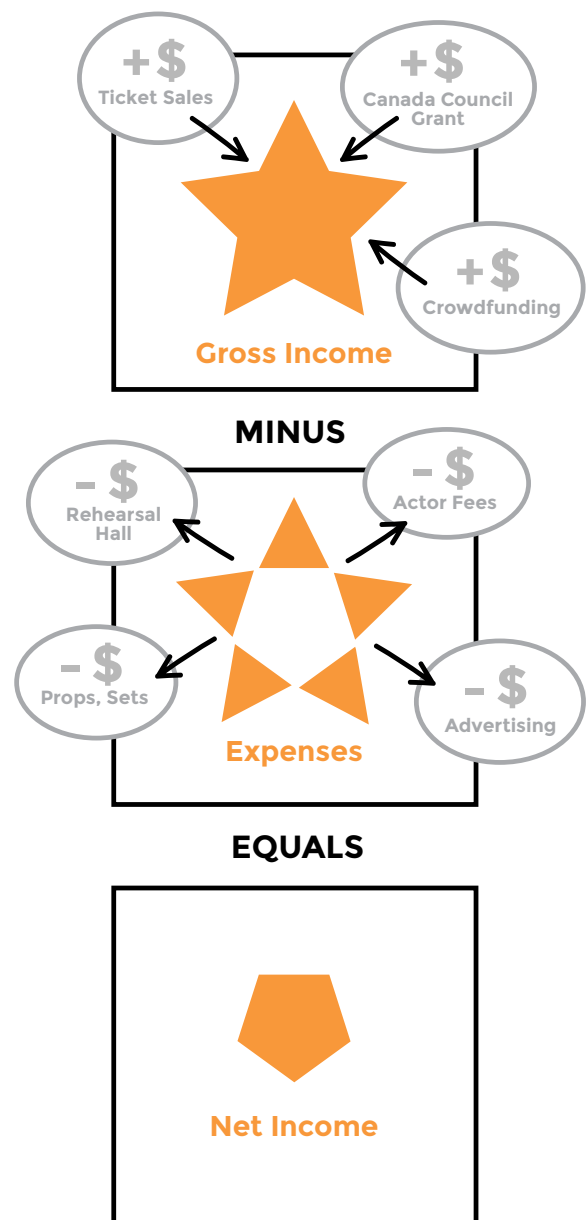 +$
Ticket Sales
+$
Canada Council
Grant
+$
Crowdfunding
Gross Income
MINUS
- $
Rehearsal
Hall
- $
Actor Fees
- $
Props, Sets
- $
Advertising
Expenses
EQUALS
Net Income